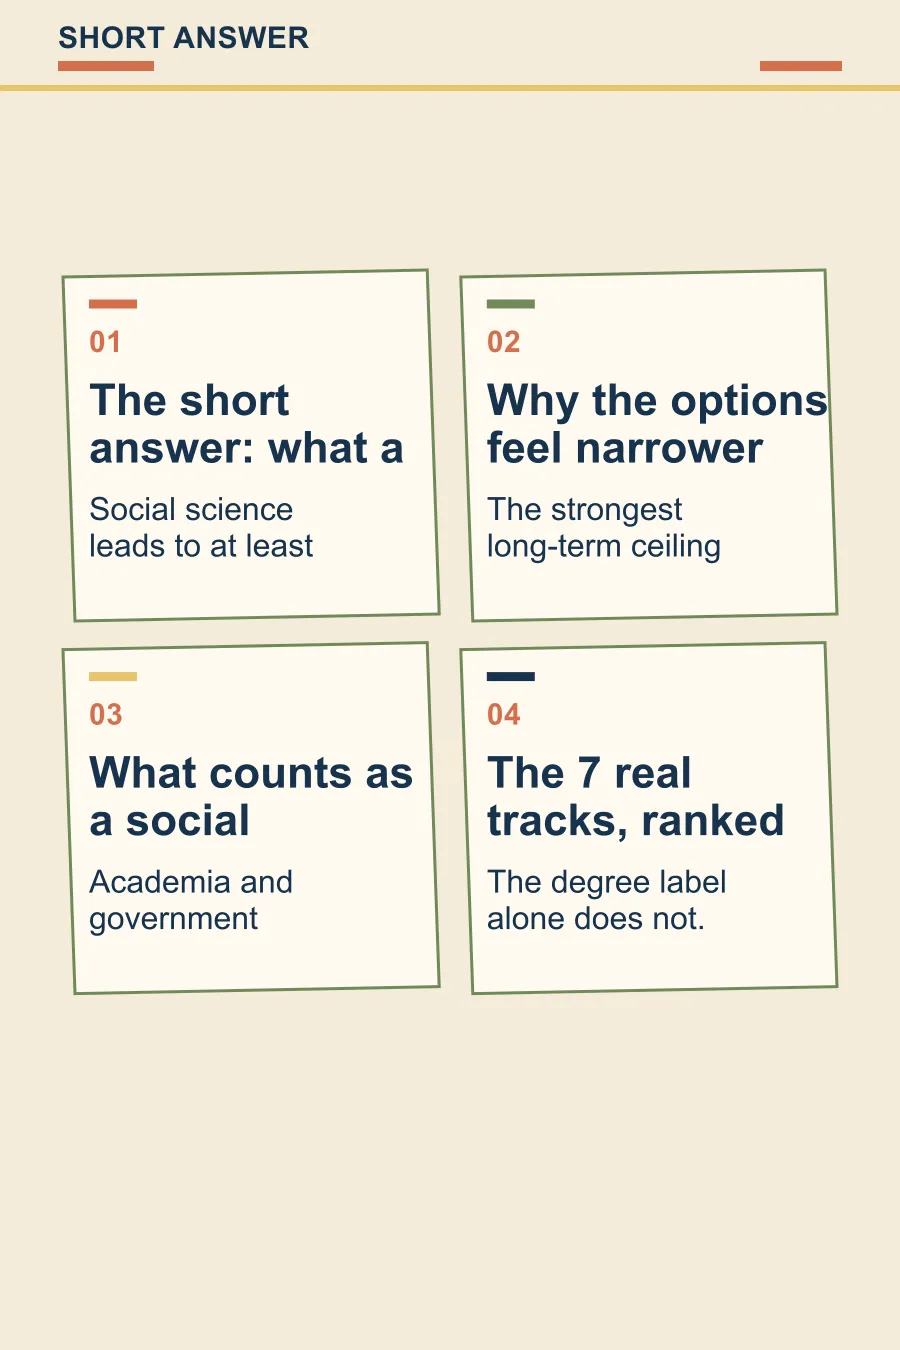 SHORT ANSWER
01
The short
answer: what a
Social science
leads to at least
02
Why the options
feel narrower
The strongest
long-term ceiling
03
What counts as
a social
Academia and
government
04
The 7 real
tracks, ranked
The degree label
alone does not.